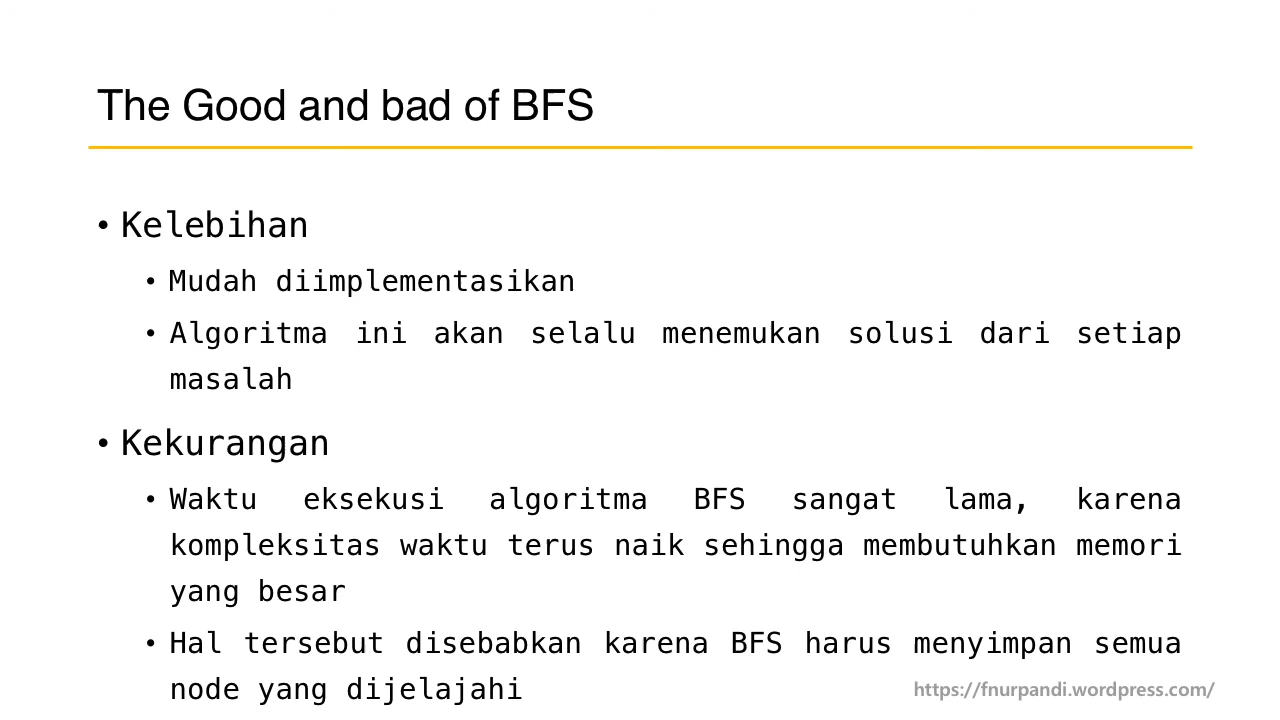 The Good and bad of BFS
• Kelebihan
• Mudah diimplementasikan
• Algoritma ini akan selalu menemukan solusi dari setiap
masalah
• Kekurangan
• Waktu eksekusi algoritma BFS sangat lama, karena
kompleksitas waktu terus naik sehingga membutuhkan memori
yang besar
• Hal tersebut disebabkan karena BFS harus menyimpan semua
node yang dijelajahi
https://fnurpandi.wordpress.com/